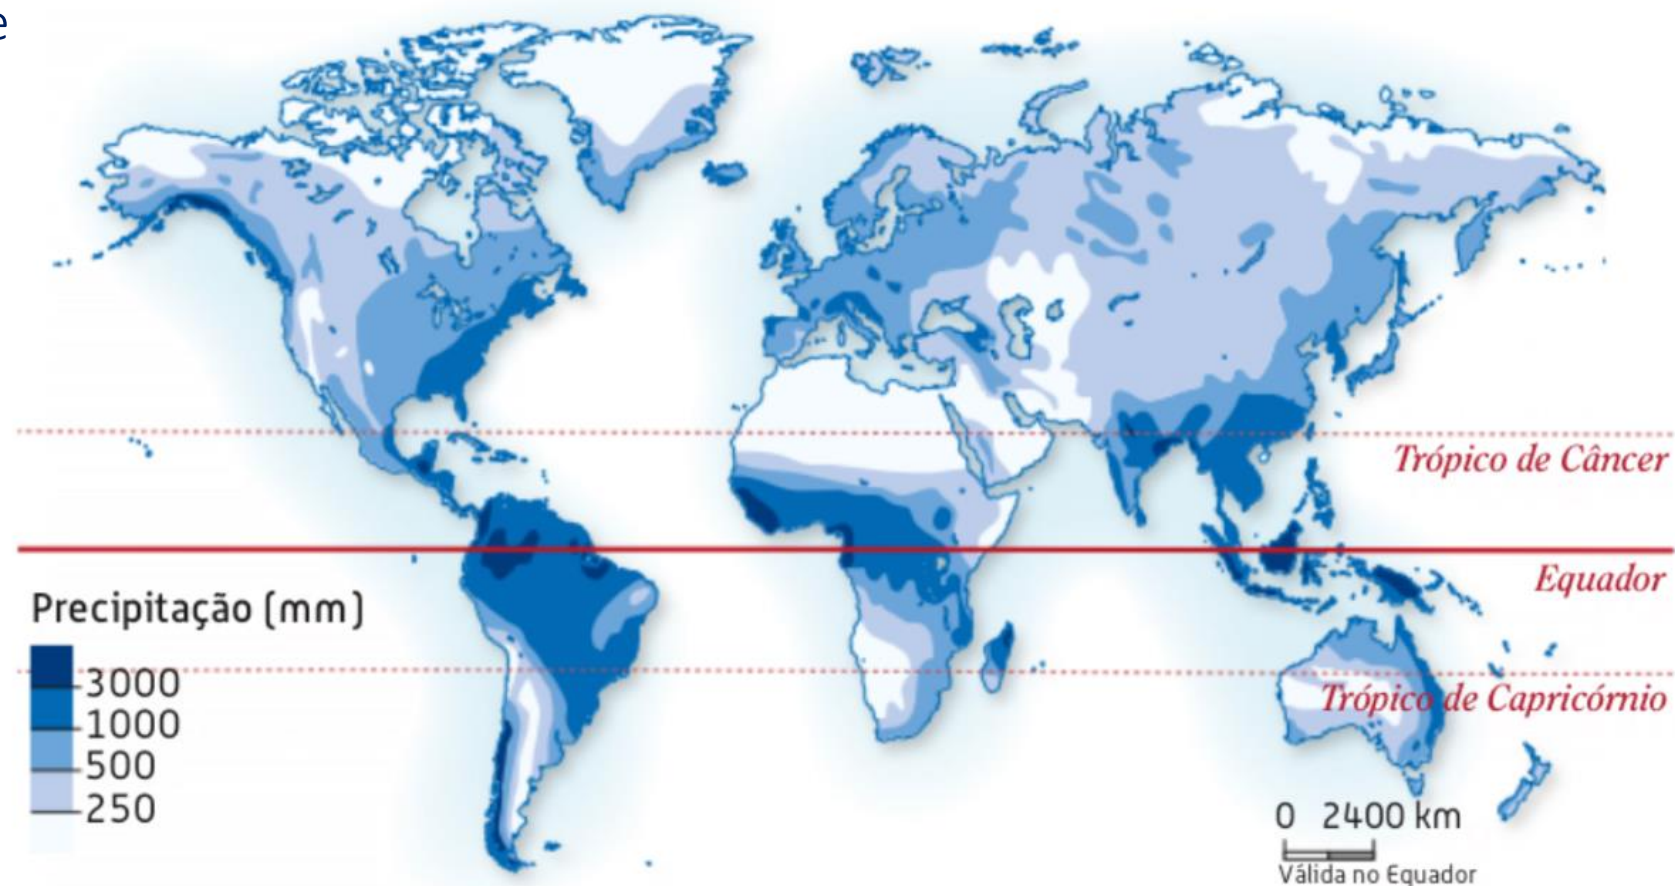 e
Trópico de Câncer
Equador
Precipitação (mm)
3000
1000
500
250
Trópico de Capricórnio
0 2400 km
Válida no Equador